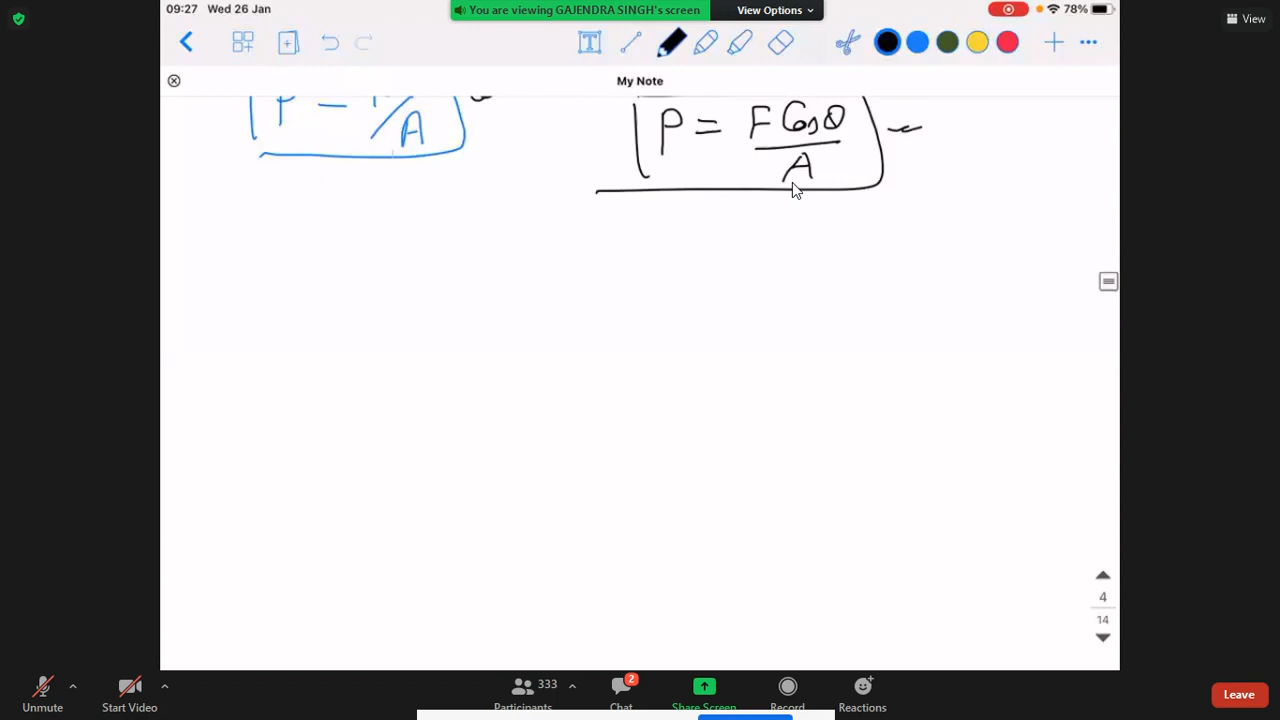 09:27 Wed 26 Jan
You are viewing GAJENDRA SINGH's screen
View Options
78%
View
My Note
A
P = F Cosθ
A
4
14
Unmute
Start Video
333
Participants
2
Chat
Share Screen
Record
Reactions
Leave